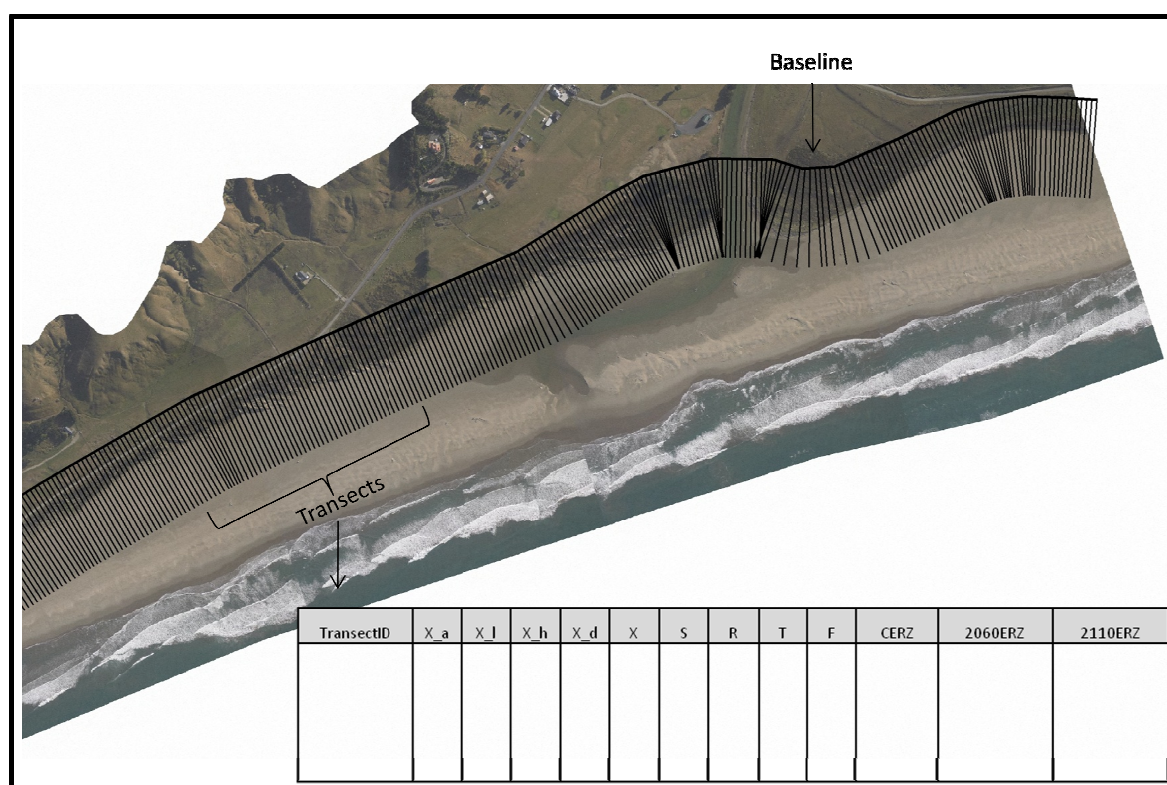 Baseline
Transects
TransectID X_a X_l X_h X_d X S R T F CERZ 2060ERZ 2110ERZ